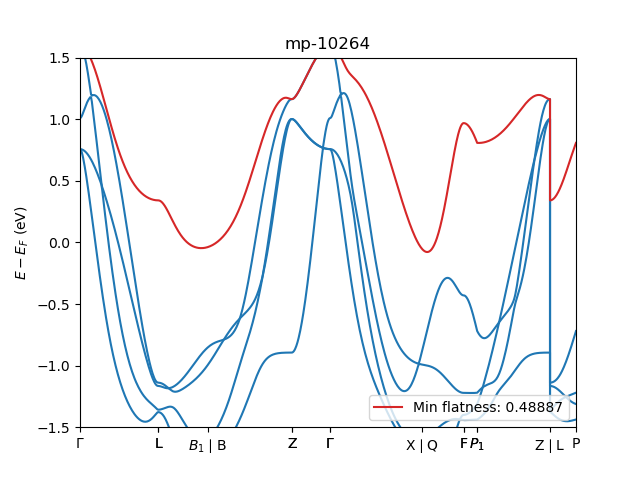 mp-10264
1.5
1.0
0.5
0.0
−0.5
−1.0
−1.5
E − E_F (eV)
Min flatness: 0.48887
Γ L B₁ | B Z Γ X | Q F P₁ Z | L P